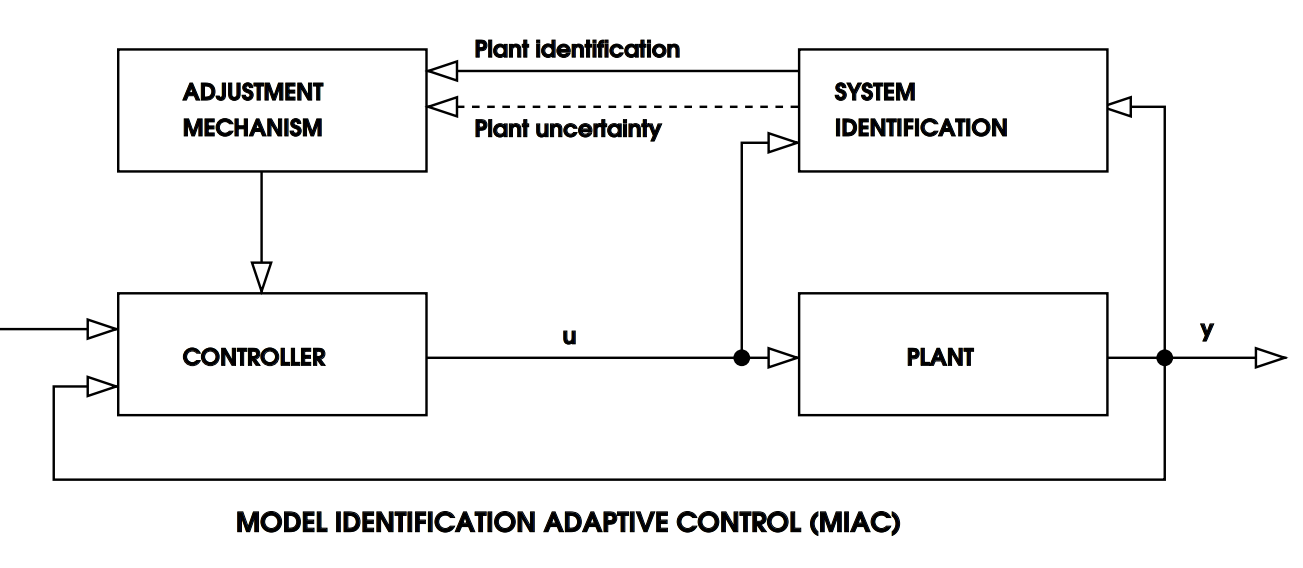 Plant identification
ADJUSTMENT
MECHANISM
SYSTEM
IDENTIFICATION
Plant uncertainty
u
y
CONTROLLER
PLANT
MODEL IDENTIFICATION ADAPTIVE CONTROL (MIAC)